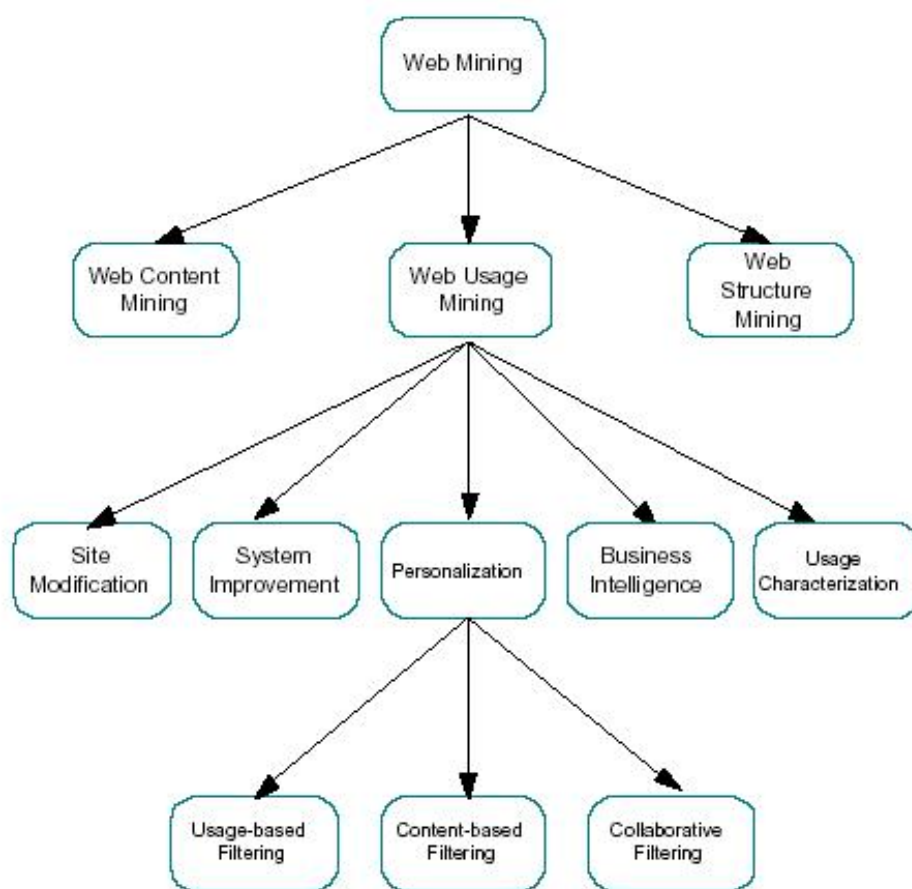 Web Mining
Web Content
Mining
Web Usage
Mining
Web
Structure
Mining
Site
Modification
System
Improvement
Personalization
Business
Intelligence
Usage
Characterization
Usage-based
Filtering
Content-based
Filtering
Collaborative
Filtering